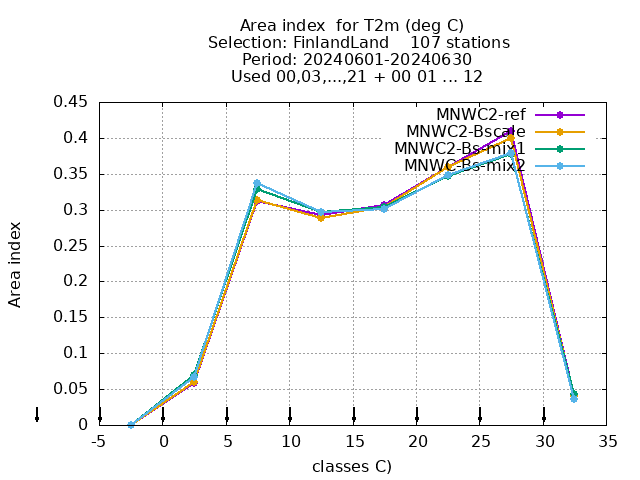 Area index  for T2m (deg C)
Selection: FinlandLand    107 stations
Period: 20240601-20240630
Used 00,03,...,21 + 00 01 ... 12
MNWC2-ref
MNWC2-Bscale
MNWC2-Bs-mix1
MNWC-Bs-mix2
Area index
0.45
0.4
0.35
0.3
0.25
0.2
0.15
0.1
0.05
0
-5 0 5 10 15 20 25 30 35
classes C)